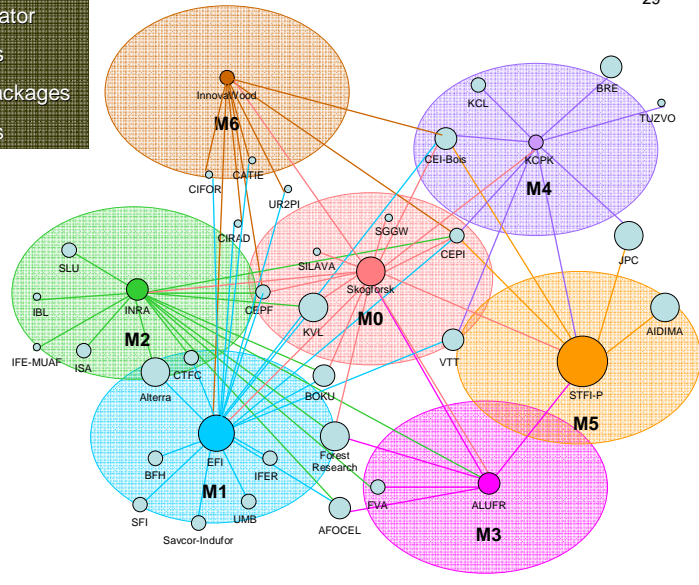 29
ator
s
ackages
s
InnovaWood
M6
CIFOR
CATIE
UR2PI
CIRAD
KCL
BRE
TUZVO
CEI-Bois
KCPK
M4
JPC
SLU
IBL
INRA
M2
IFE-MUAF
ISA
SGGW
SILAVA
CEPI
Skogforsk
CEPF
KVL
M0
VTT
AIDIMA
STFI-P
M5
Alterra
CTFC
BOKU
EFI
BFH
IFER
M1
SFI
UMB
Savcor-Indufor
Forest
Research
AFOCEL
FVA
ALUFR
M3